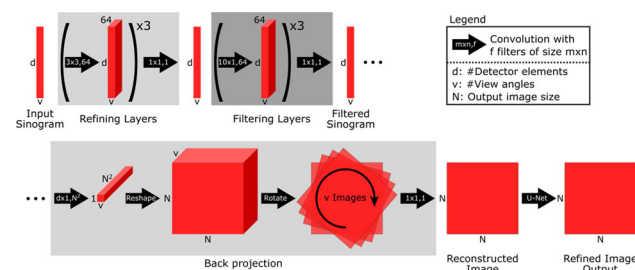 64
64
Legend
x3
x3
mxn,f
Convolution with
f filters of size mxn
d
3x3,64
d
1x1,1
d
10x1,64
d
1x1,1
d
d: #Detector elements
v: #View angles
N: Output image size
v
v
v
v
v
Input
Sinogram
Refining Layers
Filtering Layers
Filtered
Sinogram
v
N²
dx1,N²
1
v
Reshape
N
Rotate
v Images
1x1,1
N
U-Net
N
N
N
N
Back projection
Reconstructed
Image
Refined Image
Output